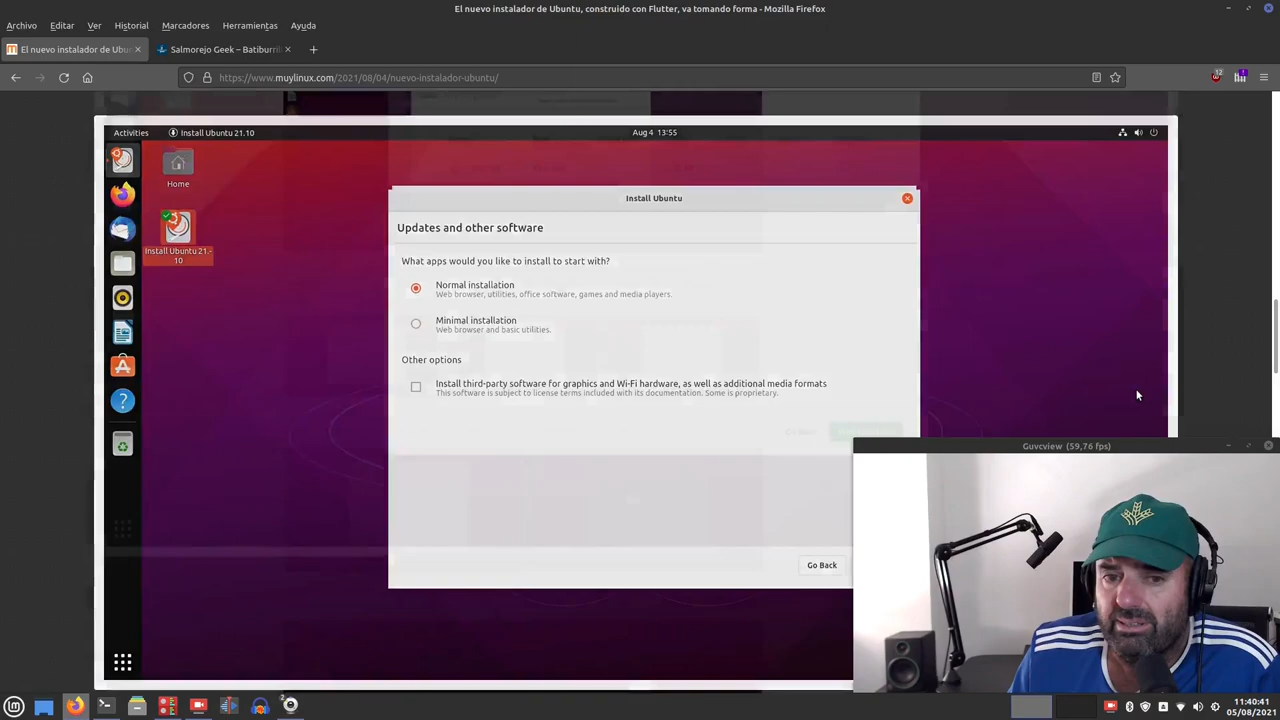 El nuevo instalador de Ubuntu, construido con Flutter, va tomando forma - Mozilla Firefox
Archivo Editar Ver Historial Marcadores Herramientas Ayuda
El nuevo instalador de Ubun
Salmorejo Geek – Batiburri
https://www.muylinux.com/2021/08/04/nuevo-instalador-ubuntu/
12
Activities Install Ubuntu 21.10 Aug 4 13:55
Home
Install Ubuntu 21.-
10
Install Ubuntu
Updates and other software
What apps would you like to install to start with?
Normal installation
Web browser, utilities, office software, games and media players.
Minimal installation
Web browser and basic utilities.
Other options
Install third-party software for graphics and Wi-Fi hardware, as well as additional media formats
This software is subject to license terms included with its documentation. Some is proprietary.
Go Back
Guvcview (59,76 fps)
11:40:41
05/08/2021